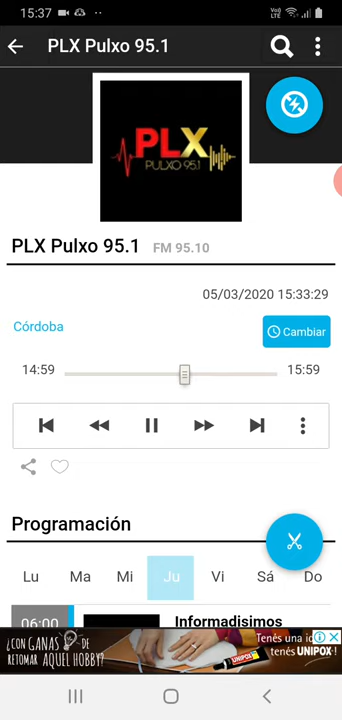 15:37
Vo) LTE
PLX Pulxo 95.1
PLX
PULXO 95.1
PLX Pulxo 95.1 FM 95.10
05/03/2020 15:33:29
Córdoba
Cambiar
14:59 15:59
Programación
Lu Ma Mi Ju Vi Sá Do
06:00 Informadisimos
¿CON GANAS DE
RETOMAR AQUEL HOBBY?
Tenés una id
tenés UNIPOX!
UNIPOX